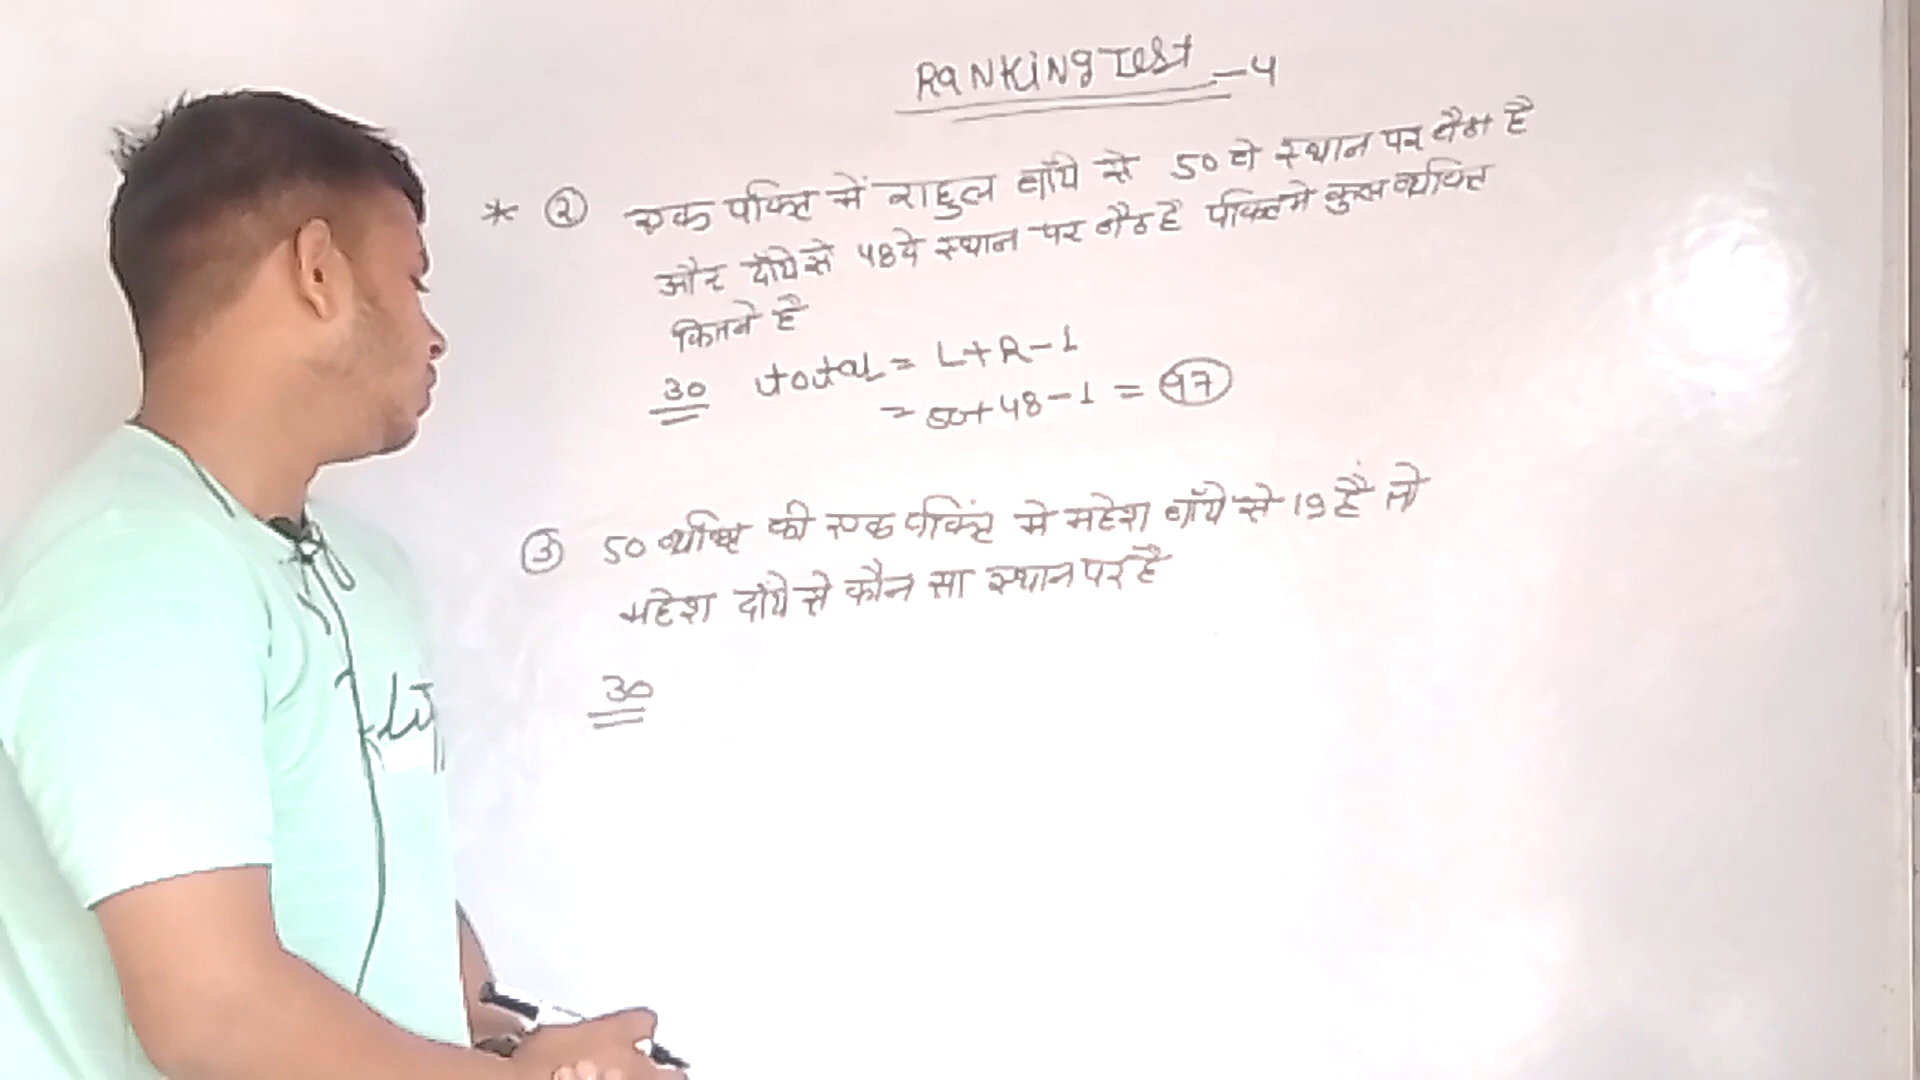 RANKiNg Test -4
* ② एक पंक्ति में राहुल बाँये से 50 वे स्थान पर बैठा है
और दाँये से 48वे स्थान पर बैठा है पंक्ति मे कुल व्यक्ति
कितने है
उ० total = L+R-1
= 50+48-1 = 97
③ 50 व्यक्ति की एक पंक्ति मे महेश बाँये से 19 है तो
महेश दाँये से कौन सा स्थान पर है
उ०